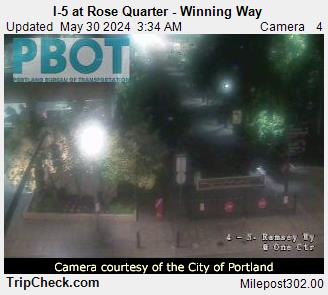 I-5 at Rose Quarter - Winning Way
Updated May 30 2024 3:34 AM Camera 4
PBOT
PORTLAND BUREAU OF TRANSPORTATION
4 - N. Ramsey Wy
@ One Ctr
Camera courtesy of the City of Portland
TripCheck.com Milepost302.00